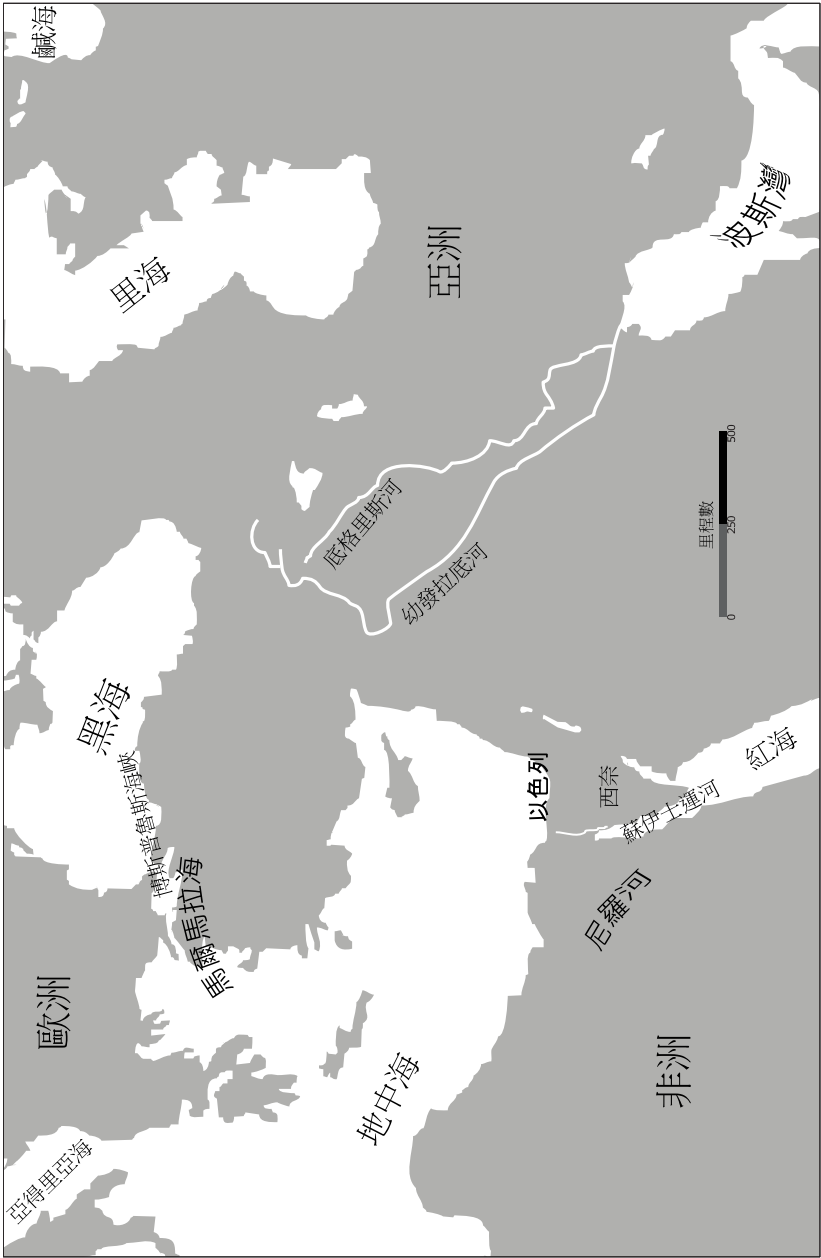 鹹海
里海
亞洲
波斯灣
底格里斯河
幼發拉底河
里程數
0
250
500
黑海
博斯普魯斯海峽
馬爾馬拉海
以色列
西奈
蘇伊士運河
紅海
尼羅河
歐洲
地中海
非洲
亞得里亞海